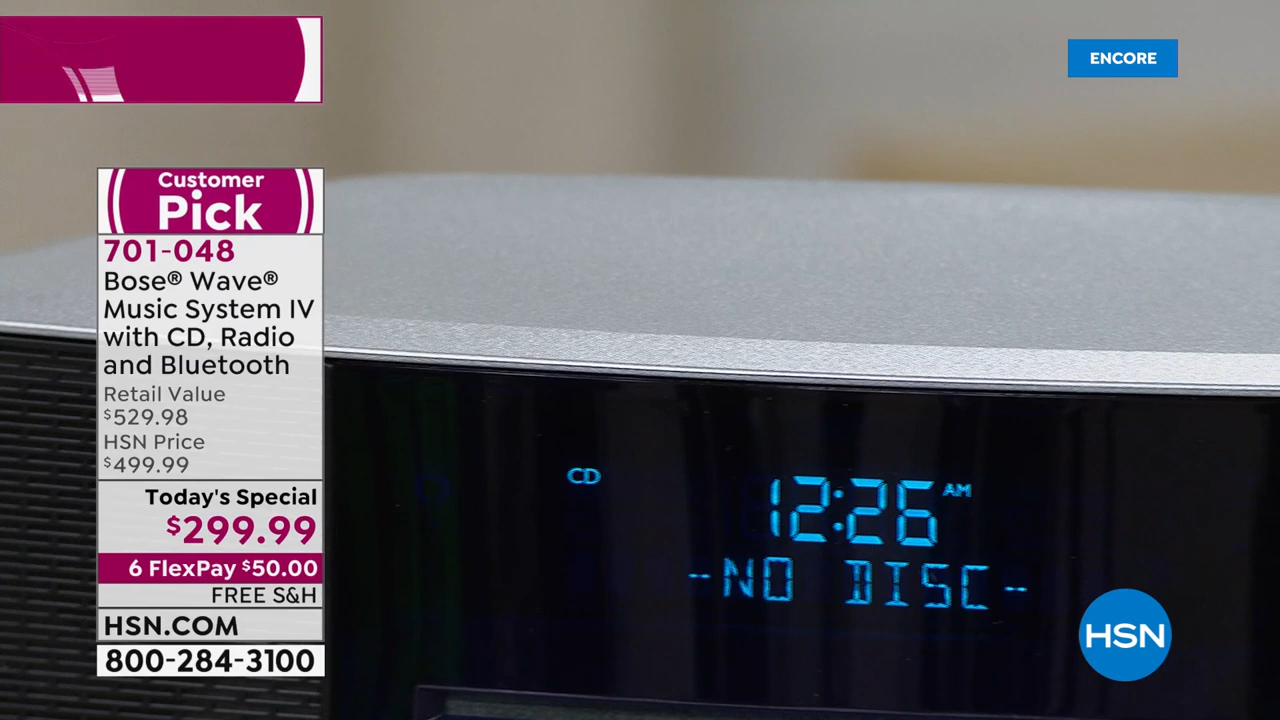 ENCORE
Customer
Pick
701-048
Bose® Wave®
Music System IV
with CD, Radio
and Bluetooth
Retail Value
$529.98
HSN Price
$499.99
Today's Special
$299.99
6 FlexPay $50.00
FREE S&H
HSN.COM
800-284-3100
CD
12:26 AM
-NO DISC-
HSN